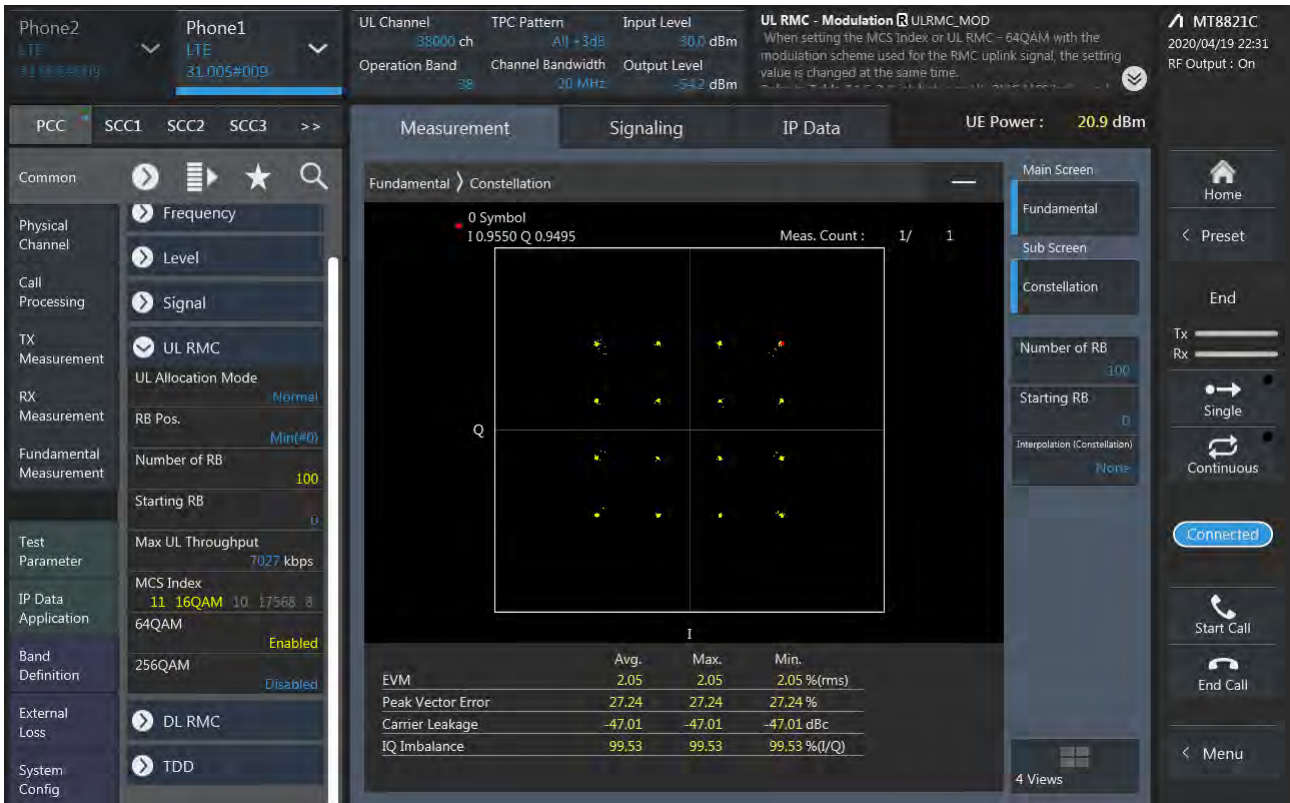 Phone2
LTE
Phone1
LTE
31.005#009
UL Channel
38000 ch
TPC Pattern
All +3dB
Input Level
30.0 dBm
Operation Band
38
Channel Bandwidth
20 MHz
Output Level
-54.2 dBm
UL RMC - Modulation R ULRMC_MOD
When setting the MCS Index or UL RMC – 64QAM with the
modulation scheme used for the RMC uplink signal, the setting
value is changed at the same time.
MT8821C
2020/04/19 22:31
RF Output : On
PCC SCC1 SCC2 SCC3 >>
Measurement
Signaling
IP Data
UE Power : 20.9 dBm
Common
Physical
Channel
Call
Processing
TX
Measurement
RX
Measurement
Fundamental
Measurement
Test
Parameter
IP Data
Application
Band
Definition
External
Loss
System
Config
Frequency
Level
Signal
UL RMC
UL Allocation Mode
Normal
RB Pos.
Min(#0)
Number of RB
100
Starting RB
0
Max UL Throughput
7027 kbps
MCS Index
11 16QAM 10 17568 8
64QAM
Enabled
256QAM
Disabled
DL RMC
TDD
Fundamental ⟩ Constellation
0 Symbol
I 0.9550 Q 0.9495
Meas. Count : 1/ 1
Q
I
Avg. Max. Min.
EVM 2.05 2.05 2.05 %(rms)
Peak Vector Error 27.24 27.24 27.24 %
Carrier Leakage -47.01 -47.01 -47.01 dBc
IQ Imbalance 99.53 99.53 99.53 %(I/Q)
Main Screen
Fundamental
Sub Screen
Constellation
Number of RB
100
Starting RB
0
Interpolation (Constellation)
None
4 Views
Home
< Preset
End
Tx
Rx
Single
Continuous
Connected
Start Call
End Call
< Menu